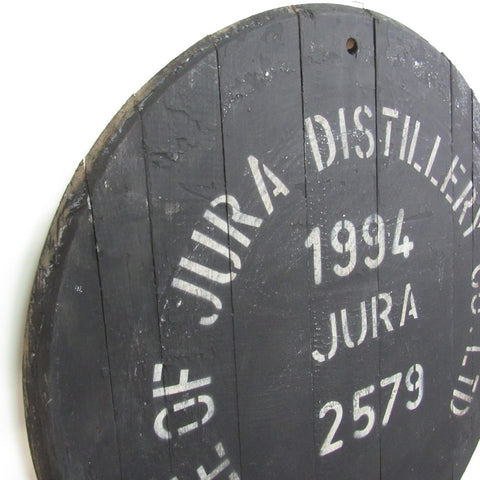 OF JURA DISTILLERY CO. LTD
1994
JURA
2579